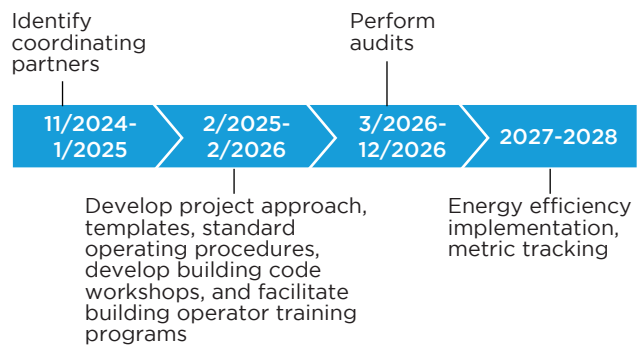 Identify
coordinating
partners
Perform
audits
11/2024-
1/2025
2/2025-
2/2026
3/2026-
12/2026
2027-2028
Develop project approach,
templates, standard
operating procedures,
develop building code
workshops, and facilitate
building operator training
programs
Energy efficiency
implementation,
metric tracking